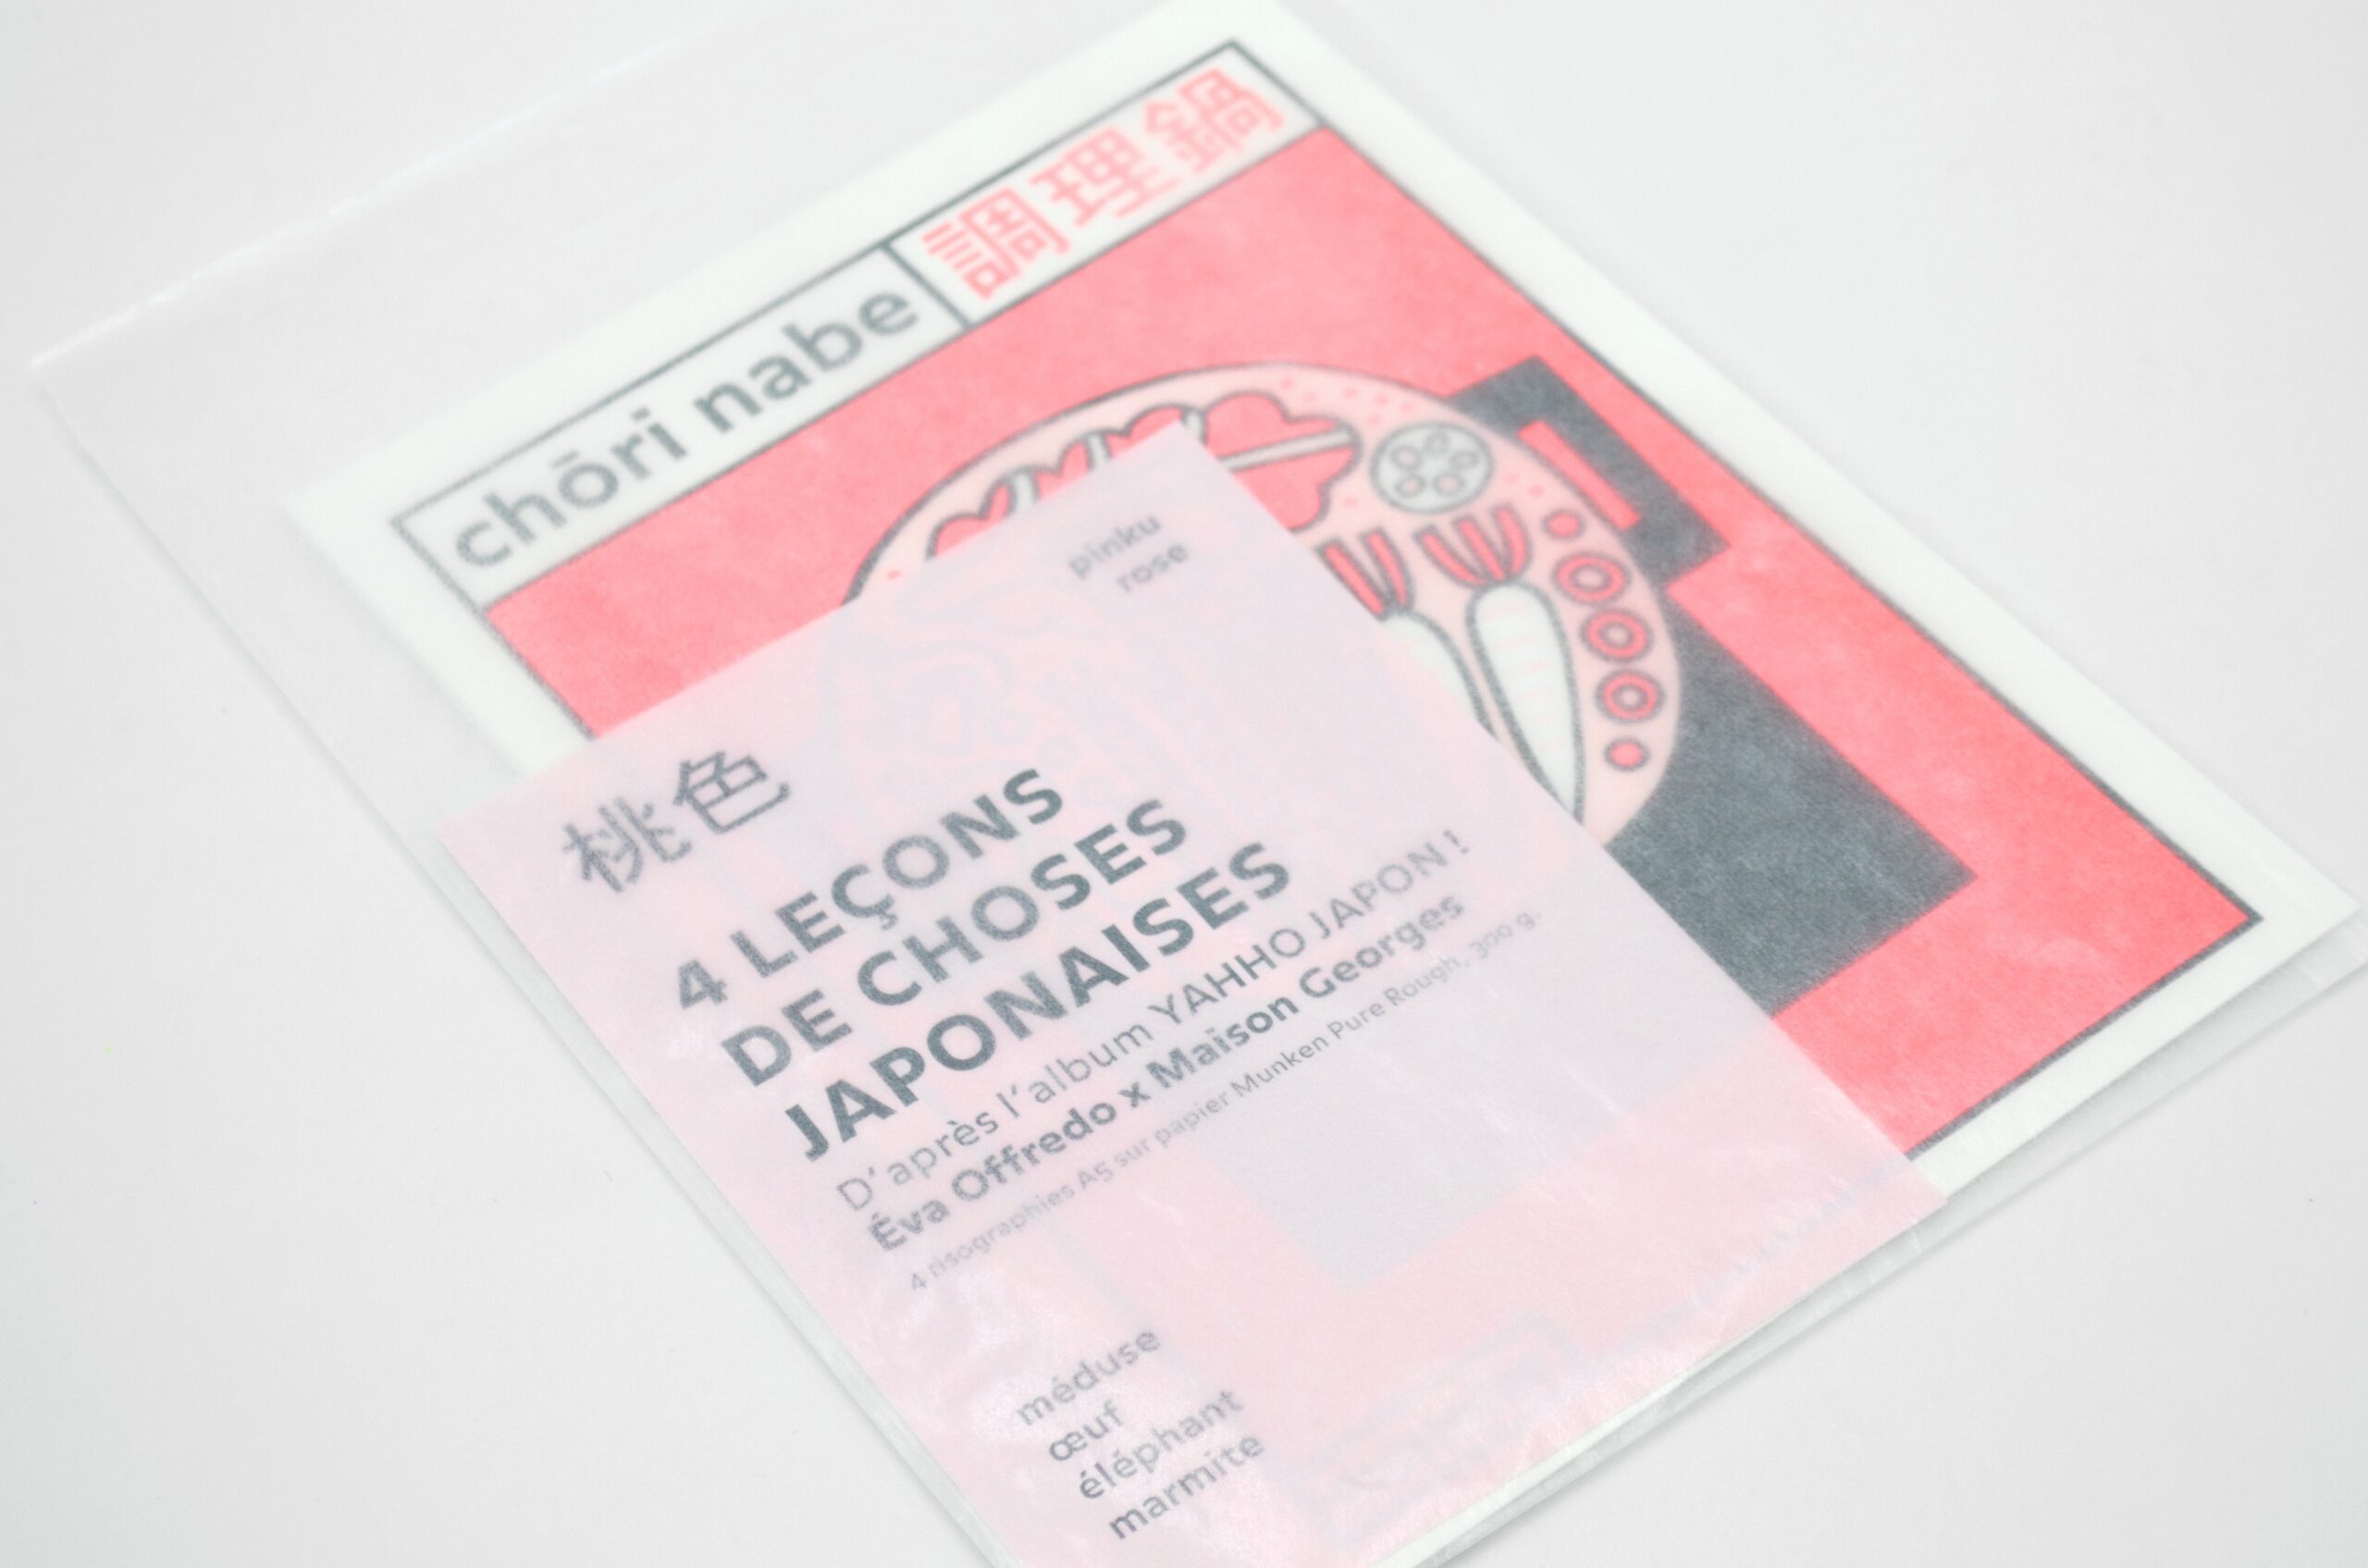 chōri nabe 調理鍋
pinku
rose
桃色
4 LEÇONS
DE CHOSES
JAPONAISES
D’après l’album YAHHO JAPON !
Éva Offredo x Maison Georges
4 risographies A5 sur papier Munken Pure Rough, 300 g.
méduse
œuf
éléphant
marmite